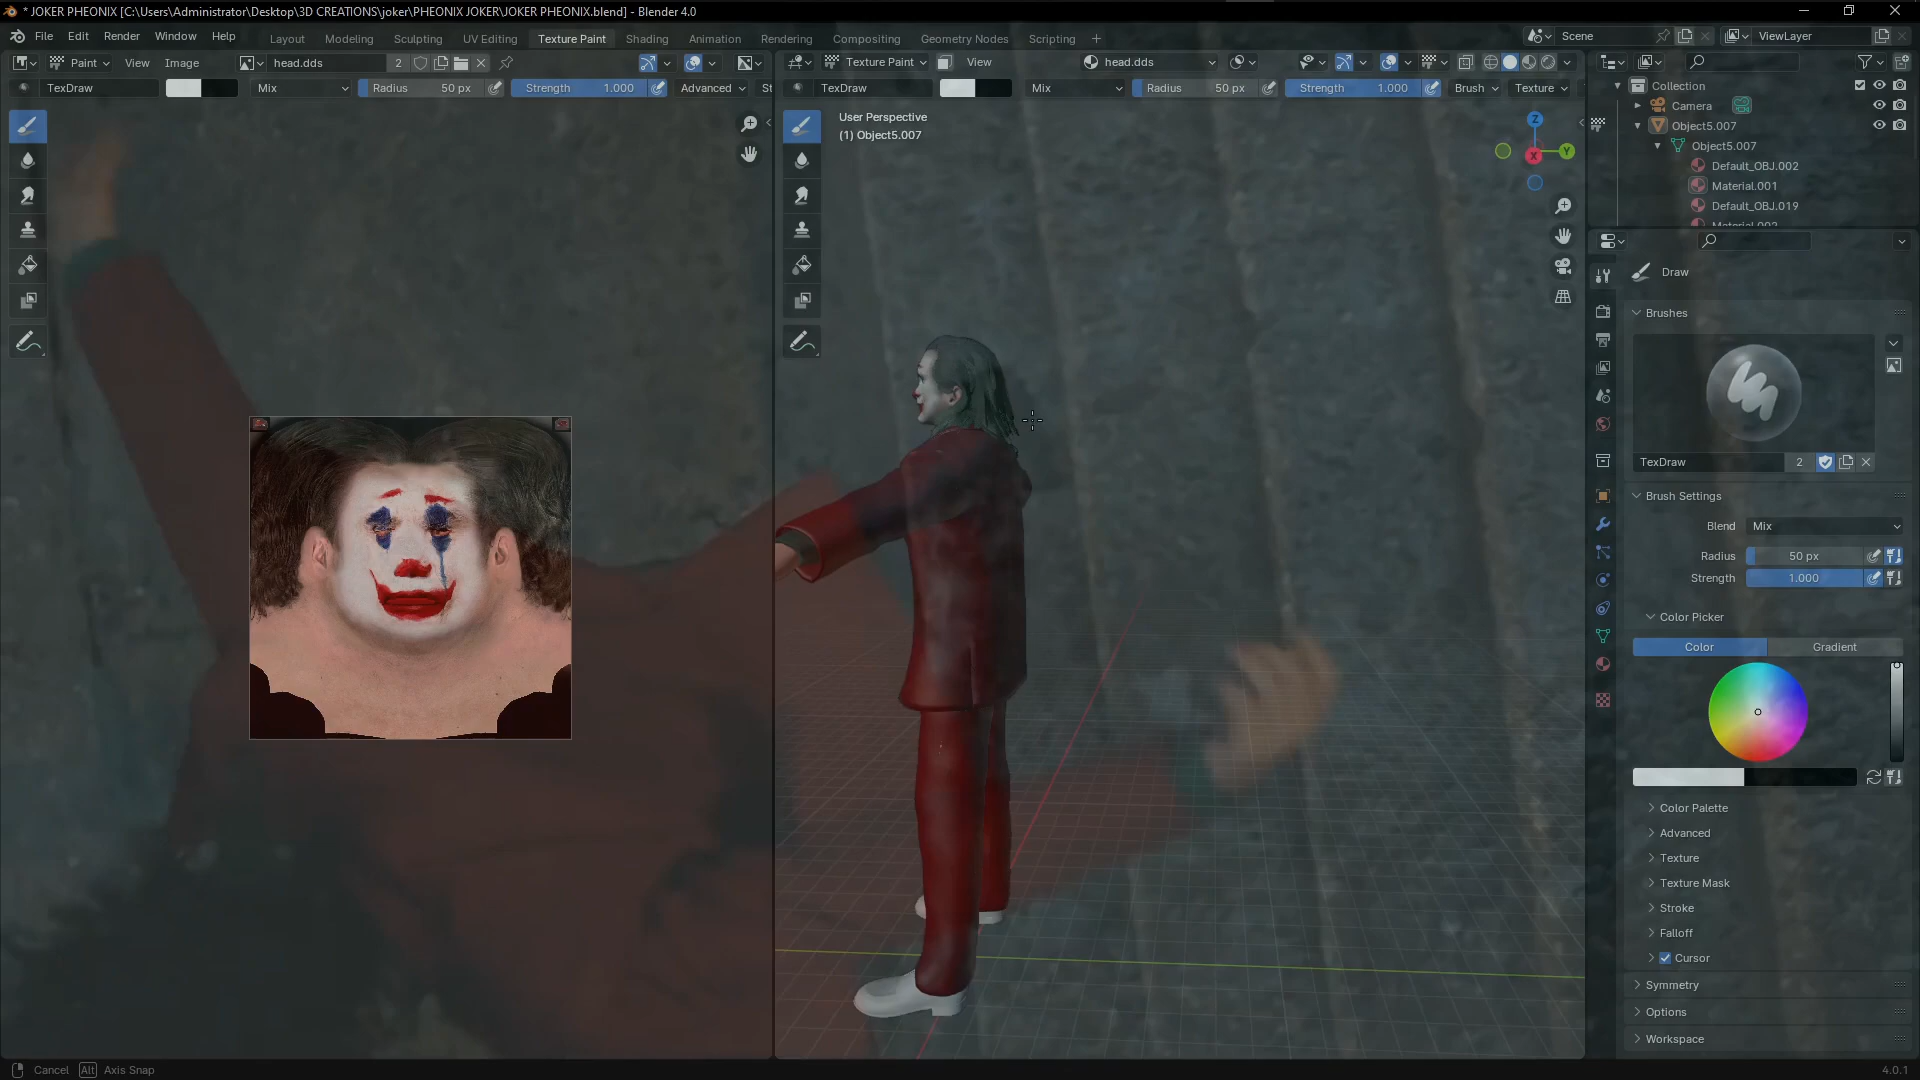 * JOKER PHEONIX [C:\Users\Administrator\Desktop\3D CREATIONS\joker\PHEONIX JOKER\JOKER PHEONIX.blend] - Blender 4.0
File Edit Render Window Help Layout Modeling Sculpting UV Editing Texture Paint Shading Animation Rendering Compositing Geometry Nodes Scripting + Scene ViewLayer
Paint View Image head.dds 2 Texture Paint View head.dds
TexDraw Mix Radius 50 px Strength 1.000 Advanced St TexDraw Mix Radius 50 px Strength 1.000 Brush Texture
User Perspective
(1) Object5.007
Z
Y
X
Collection
Camera
Object5.007
Object5.007
Default_OBJ.002
Material.001
Default_OBJ.019
Draw
Brushes
TexDraw 2
Brush Settings
Blend Mix
Radius 50 px
Strength 1.000
Color Picker
Color Gradient
Color Palette
Advanced
Texture
Texture Mask
Stroke
Falloff
Cursor
Symmetry
Options
Workspace
Cancel Alt Axis Snap 4.0.1